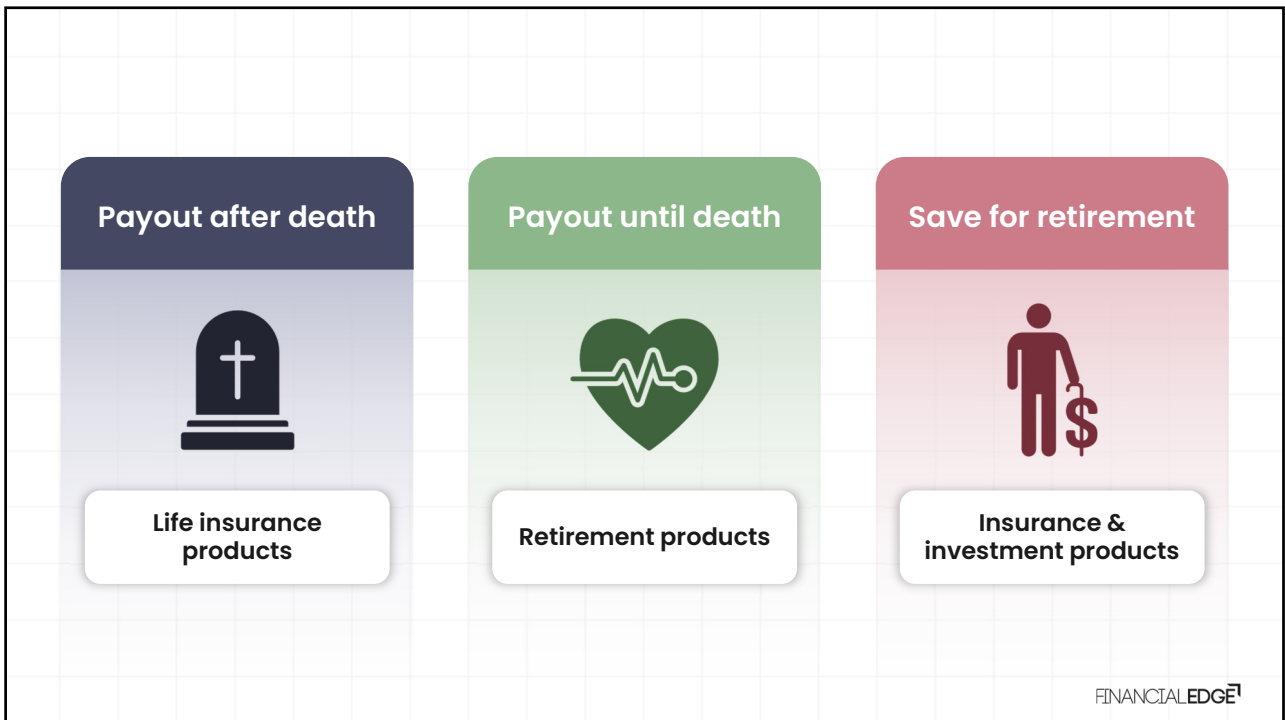 Payout after death
Payout until death
Save for retirement
$
Life insurance
products
Retirement products
Insurance &
investment products
FINANCIALEDGE